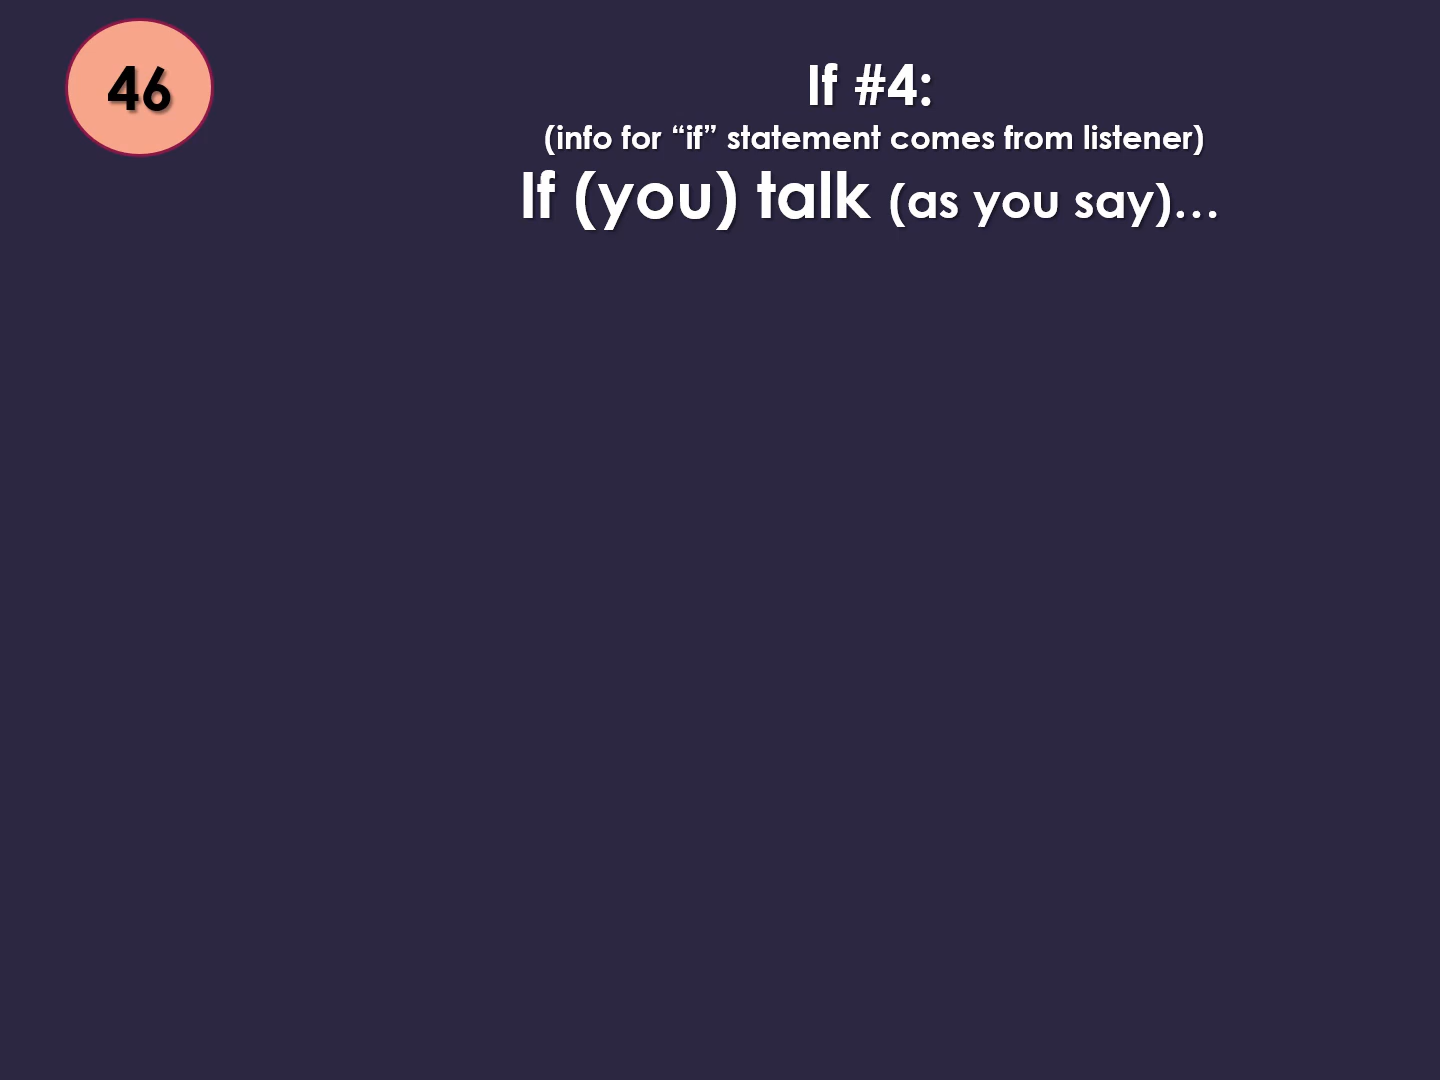 46
If #4:
(info for “if” statement comes from listener)
If (you) talk (as you say)…